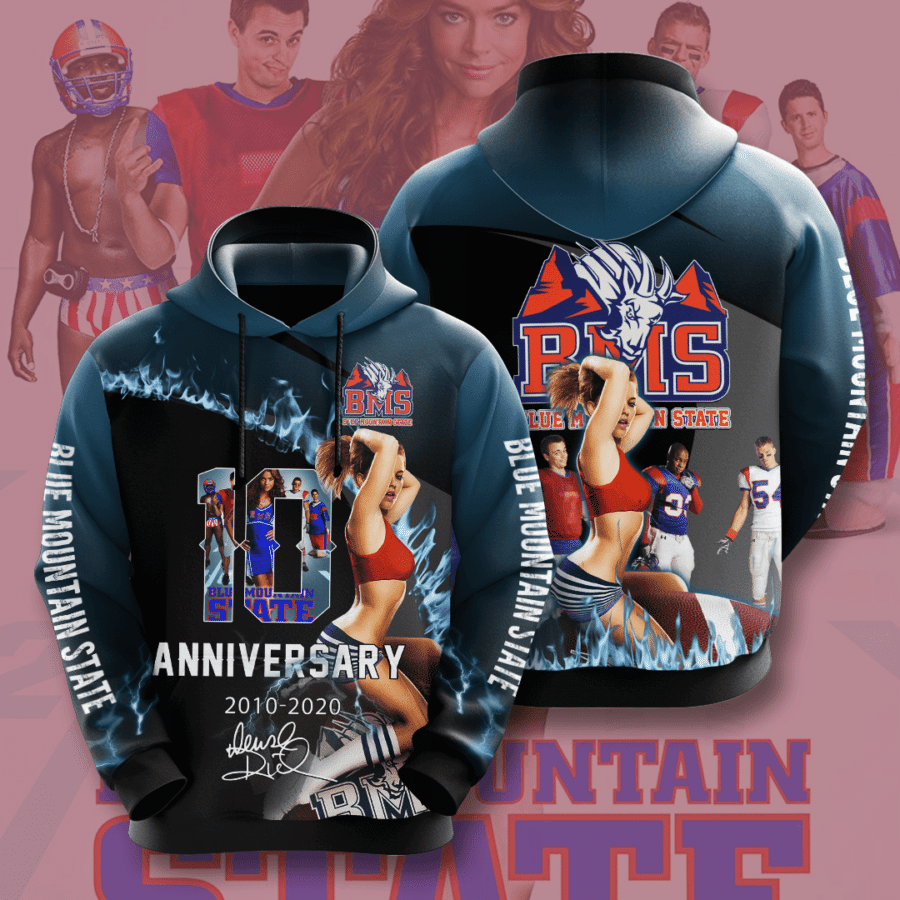 BMS
BLUE MOUNTAIN STATE
10
BLUE MOUNTAIN
STATE
ANNIVERSARY
2010-2020
BLUE MOUNTAIN STATE
BLUE MOUNTAIN STATE
BMS
BMS
BLUE M N STATE
BLUE MOUNTAIN STA
54
UNTAIN
STATE